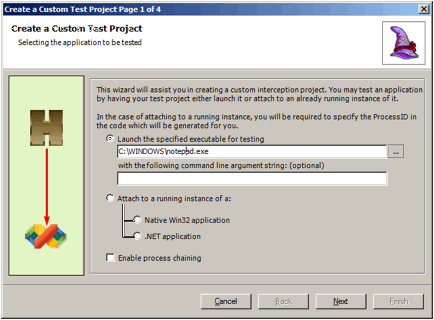 Create a Custom Test Project Page 1 of 4
Create a Custom Test Project
Selecting the application to be tested
This wizard will assist you in creating a custom interception project. You may test an application
by having your test project either launch it or attach to an already running instance of it.
In the case of attaching to a running instance, you will be required to specify the ProcessID in
the code which will be generated for you.
Launch the specified executable for testing
C:\WINDOWS\notepad.exe
...
with the following command line argument string: (optional)
Attach to a running instance of a:
Native Win32 application
.NET application
Enable process chaining
Cancel Back Next Finish